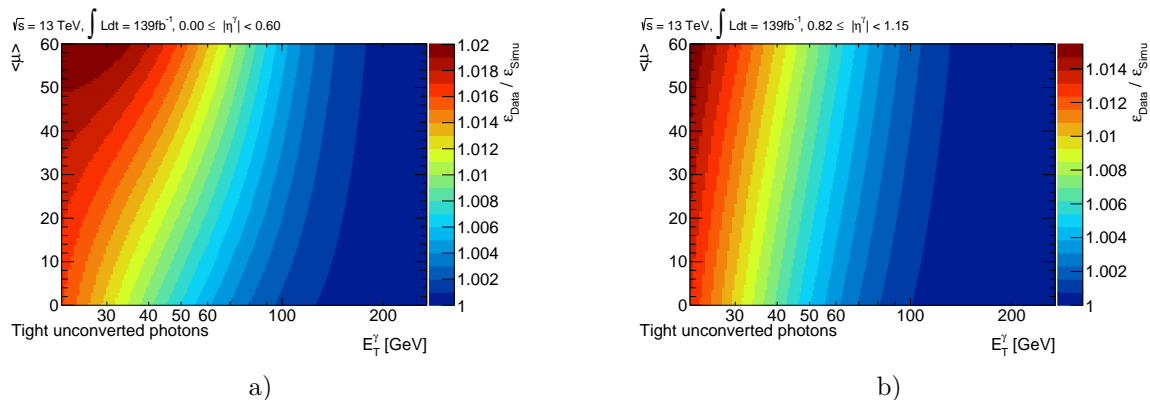 √s = 13 TeV, ∫ Ldt = 139fb⁻¹, 0.00 ≤ |η^γ| < 0.60
<μ>
60
50
40
30
20
10
0
30 40 50 60 100 200
Tight unconverted photons
E_T^γ [GeV]
1.02
1.018
1.016
1.014
1.012
1.01
1.008
1.006
1.004
1.002
1
ε_Data / ε_Simu
a)
√s = 13 TeV, ∫ Ldt = 139fb⁻¹, 0.82 ≤ |η^γ| < 1.15
<μ>
60
50
40
30
20
10
0
30 40 50 60 100 200
Tight unconverted photons
E_T^γ [GeV]
1.014
1.012
1.01
1.008
1.006
1.004
1.002
1
ε_Data / ε_Simu
b)